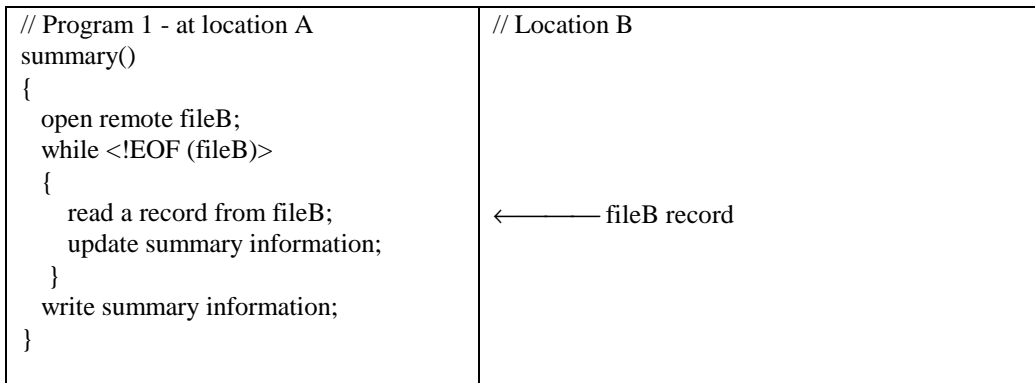 // Program 1 - at location A
summary()
{
open remote fileB;
while <!EOF (fileB)>
{
read a record from fileB;
update summary information;
}
write summary information;
}
// Location B
← fileB record